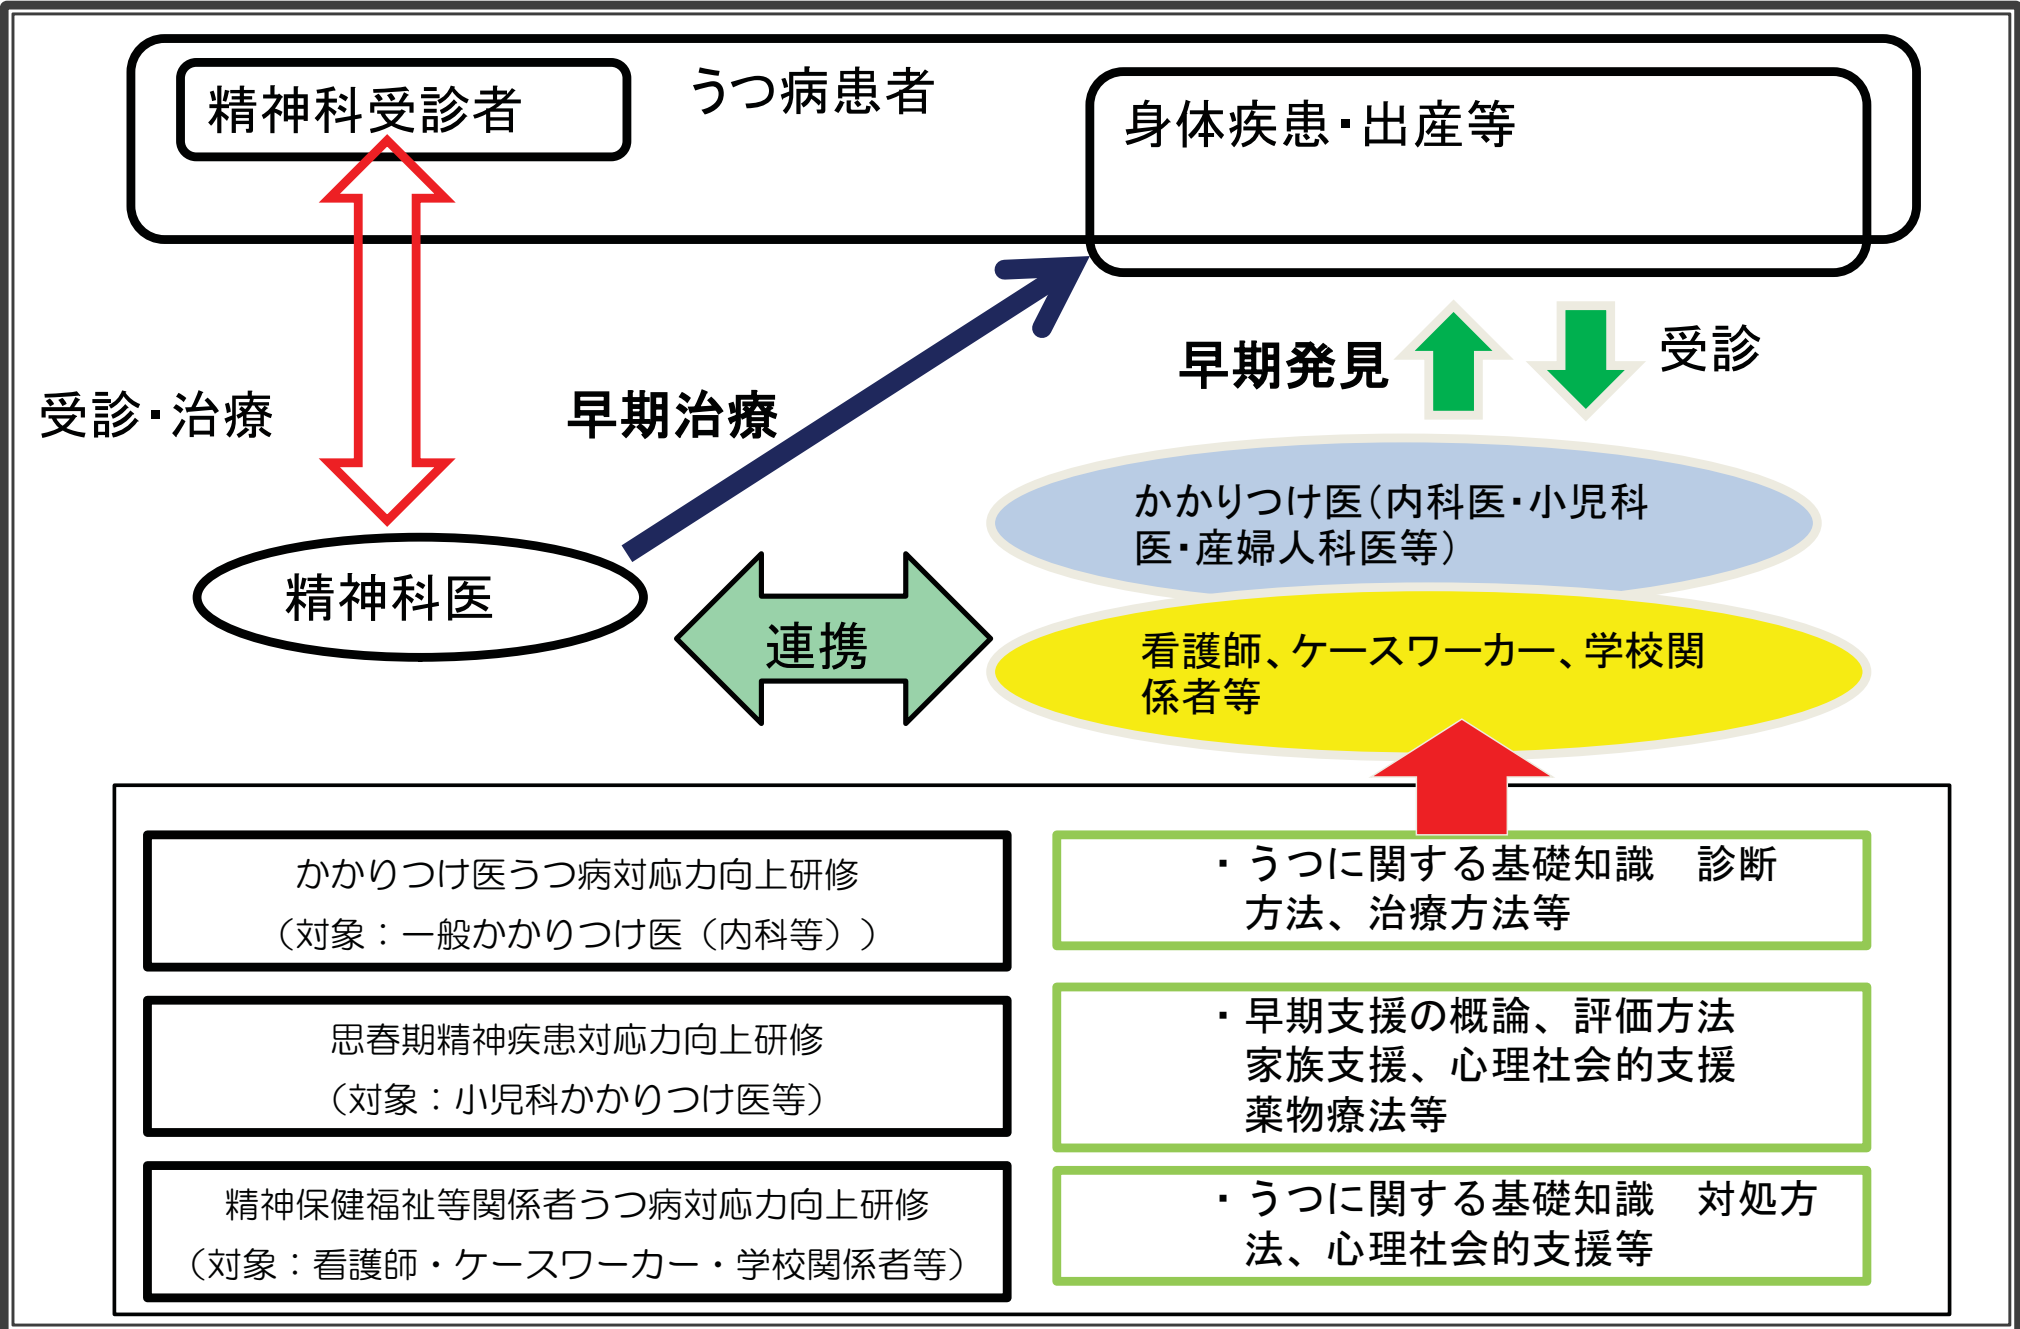 うつ病患者
精神科受診者
身体疾患・出産等
早期発見
受診
受診・治療
早期治療
かかりつけ医(内科医・小児科
医・産婦人科医等)
精神科医
連携
看護師、ケースワーカー、学校関
係者等
かかりつけ医うつ病対応力向上研修
(対象:一般かかりつけ医(内科等))
・うつに関する基礎知識　診断
方法、治療方法等
思春期精神疾患対応力向上研修
(対象:小児科かかりつけ医等)
・早期支援の概論、評価方法
家族支援、心理社会的支援
薬物療法等
精神保健福祉等関係者うつ病対応力向上研修
(対象:看護師・ケースワーカー・学校関係者等)
・うつに関する基礎知識　対処方
法、心理社会的支援等